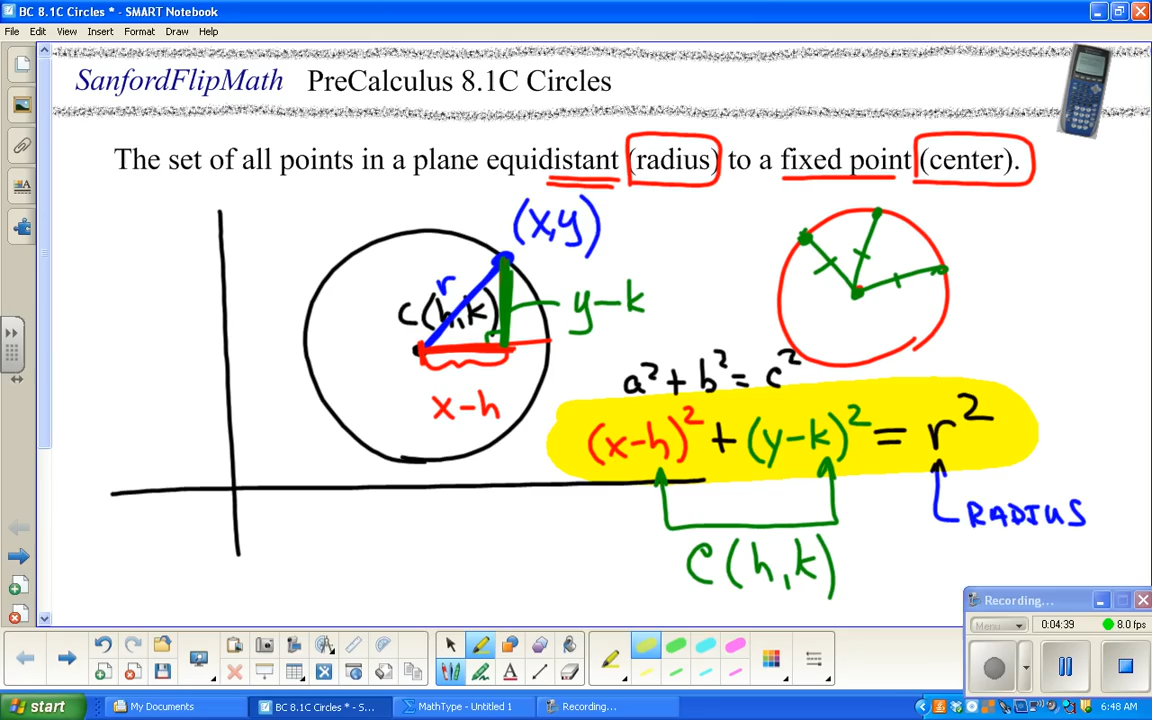 BC 8.1C Circles * - SMART Notebook
File Edit View Insert Format Draw Help
SanfordFlipMath PreCalculus 8.1C Circles
The set of all points in a plane equidistant (radius) to a fixed point (center).
(x,y)
r
C(h,k)
y-k
x-h
a² + b² = c²
(x-h)² + (y-k)² = r²
RADIUS
C(h,k)
Recording...
Menu
0:04:39
8.0 fps
start
My Documents
BC 8.1C Circles * - S...
MathType - Untitled 1
Recording...
6:48 AM